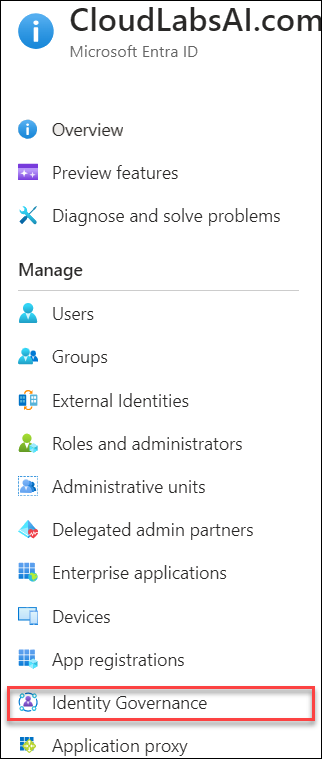 CloudLabsAI.com
Microsoft Entra ID
Overview
Preview features
Diagnose and solve problems
Manage
Users
Groups
External Identities
Roles and administrators
Administrative units
Delegated admin partners
Enterprise applications
Devices
App registrations
Identity Governance
Application proxy